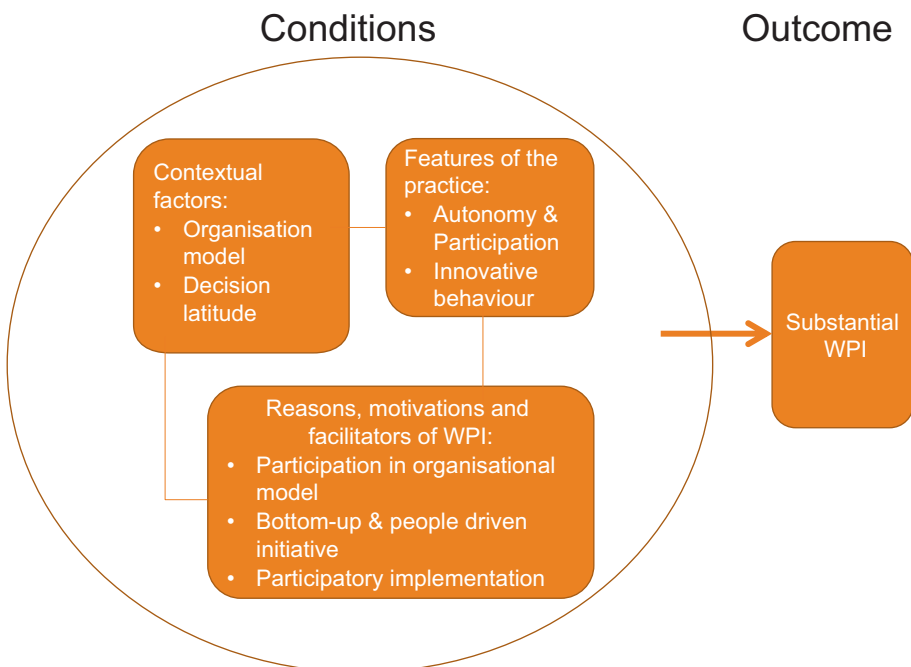 Conditions
Outcome
Contextual
factors:
• Organisation
model
• Decision
latitude
Features of the
practice:
• Autonomy &
Participation
• Innovative
behaviour
Reasons, motivations and
facilitators of WPI:
• Participation in organisational
model
• Bottom-up & people driven
initiative
• Participatory implementation
Substantial
WPI